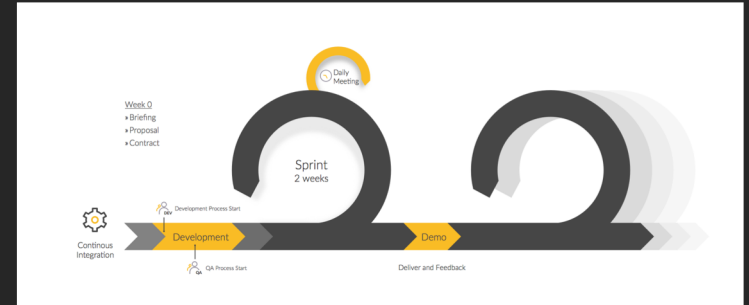 Daily
Meeting
Week 0
Briefing
Proposal
Contract
Sprint
2 weeks
DEV
Development Process Start
Continous
Integration
Development
Demo
QA
QA Process Start
Deliver and Feedback